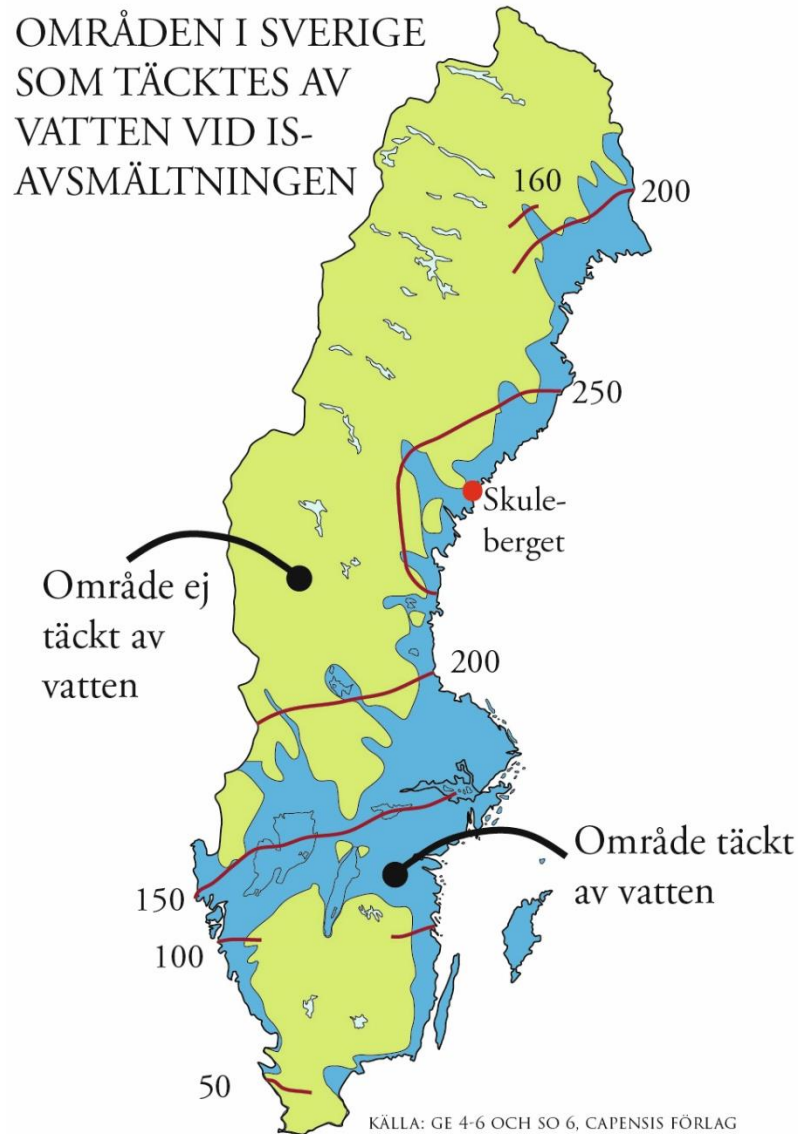 OMRÅDEN I SVERIGE
SOM TÄCKTES AV
VATTEN VID IS-
AVSMÄLTNINGEN
160
200
250
Skule-
berget
Område ej
täckt av
vatten
200
Område täckt
av vatten
150
100
50
KÄLLA: GE 4-6 OCH SO 6, CAPENSIS FÖRLAG